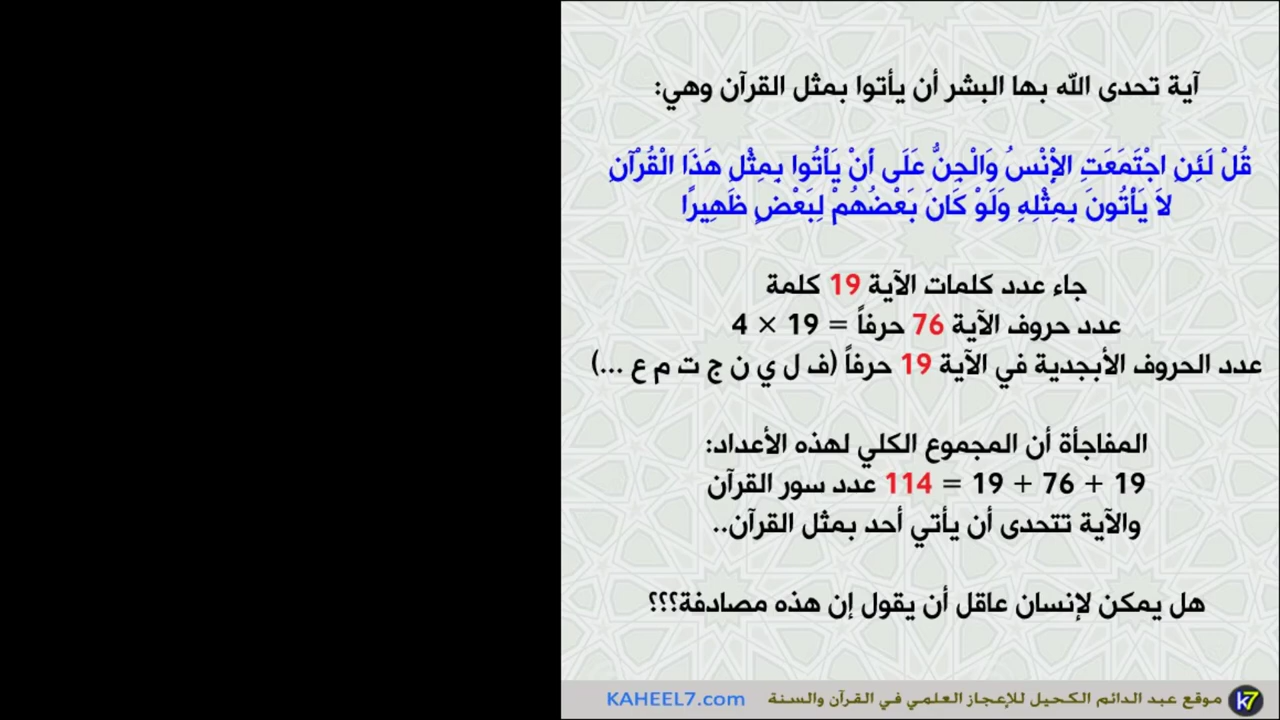 آية تحدى الله بها البشر أن يأتوا بمثل القرآن وهي:
قُلْ لَئِنِ اجْتَمَعَتِ الإْنْسُ وَالْجِنُّ عَلَى أَنْ يَأْتُوا بِمِثْلِ هَذَا الْقُرْآنِ
لاَ يَأْتُونَ بِمِثْلِهِ وَلَوْ كَانَ بَعْضُهُمْ لِبَعْضٍ ظَهِيرًا
جاء عدد كلمات الآية 19 كلمة
عدد حروف الآية 76 حرفاً = 19 × 4
عدد الحروف الأبجدية في الآية 19 حرفاً (ف ل ي ن ج ت م ع ...)
المفاجأة أن المجموع الكلي لهذه الأعداد:
19 + 76 + 19 = 114 عدد سور القرآن
والآية تتحدى أن يأتي أحد بمثل القرآن..
هل يمكن لإنسان عاقل أن يقول إن هذه مصادفة؟؟؟
k7 موقع عبد الدائم الكحيل للإعجاز العلمي في القرآن والسنة KAHEEL7.com